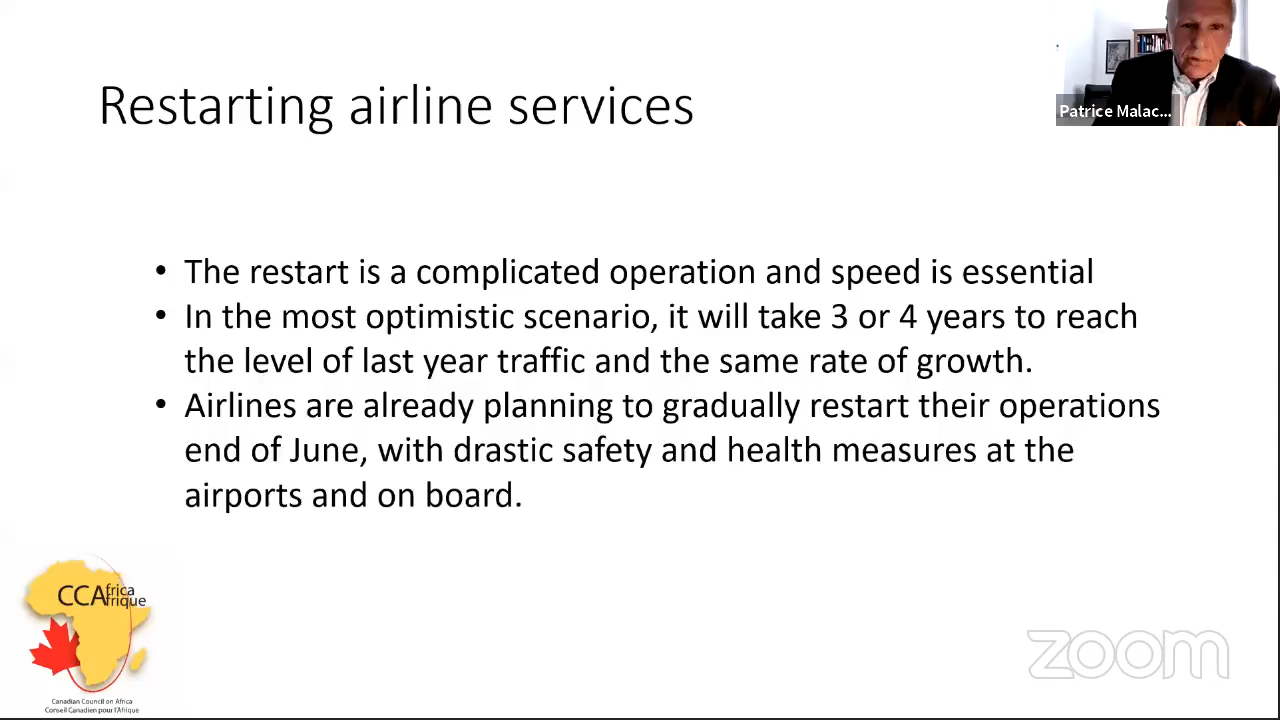 Patrice Malac...
Restarting airline services
• The restart is a complicated operation and speed is essential
• In the most optimistic scenario, it will take 3 or 4 years to reach
the level of last year traffic and the same rate of growth.
• Airlines are already planning to gradually restart their operations
end of June, with drastic safety and health measures at the
airports and on board.
CCAfrica
frique
Canadian Council on Africa
Conseil Canadien pour l'Afrique
zoom